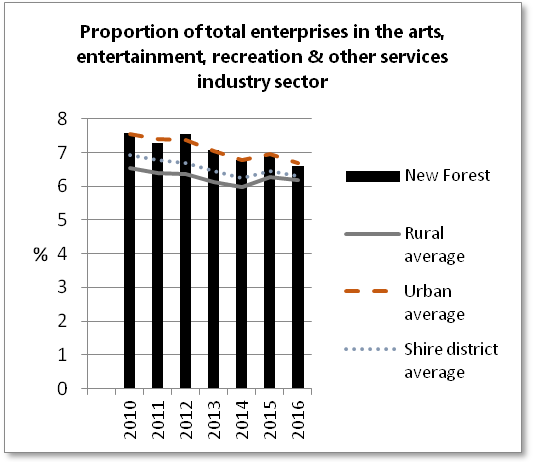 Proportion of total enterprises in the arts,
entertainment, recreation & other services
industry sector
8
7
6
5
4
3
2
1
0
%
2010
2011
2012
2013
2014
2015
2016
New Forest
Rural
average
Urban
average
Shire district
average